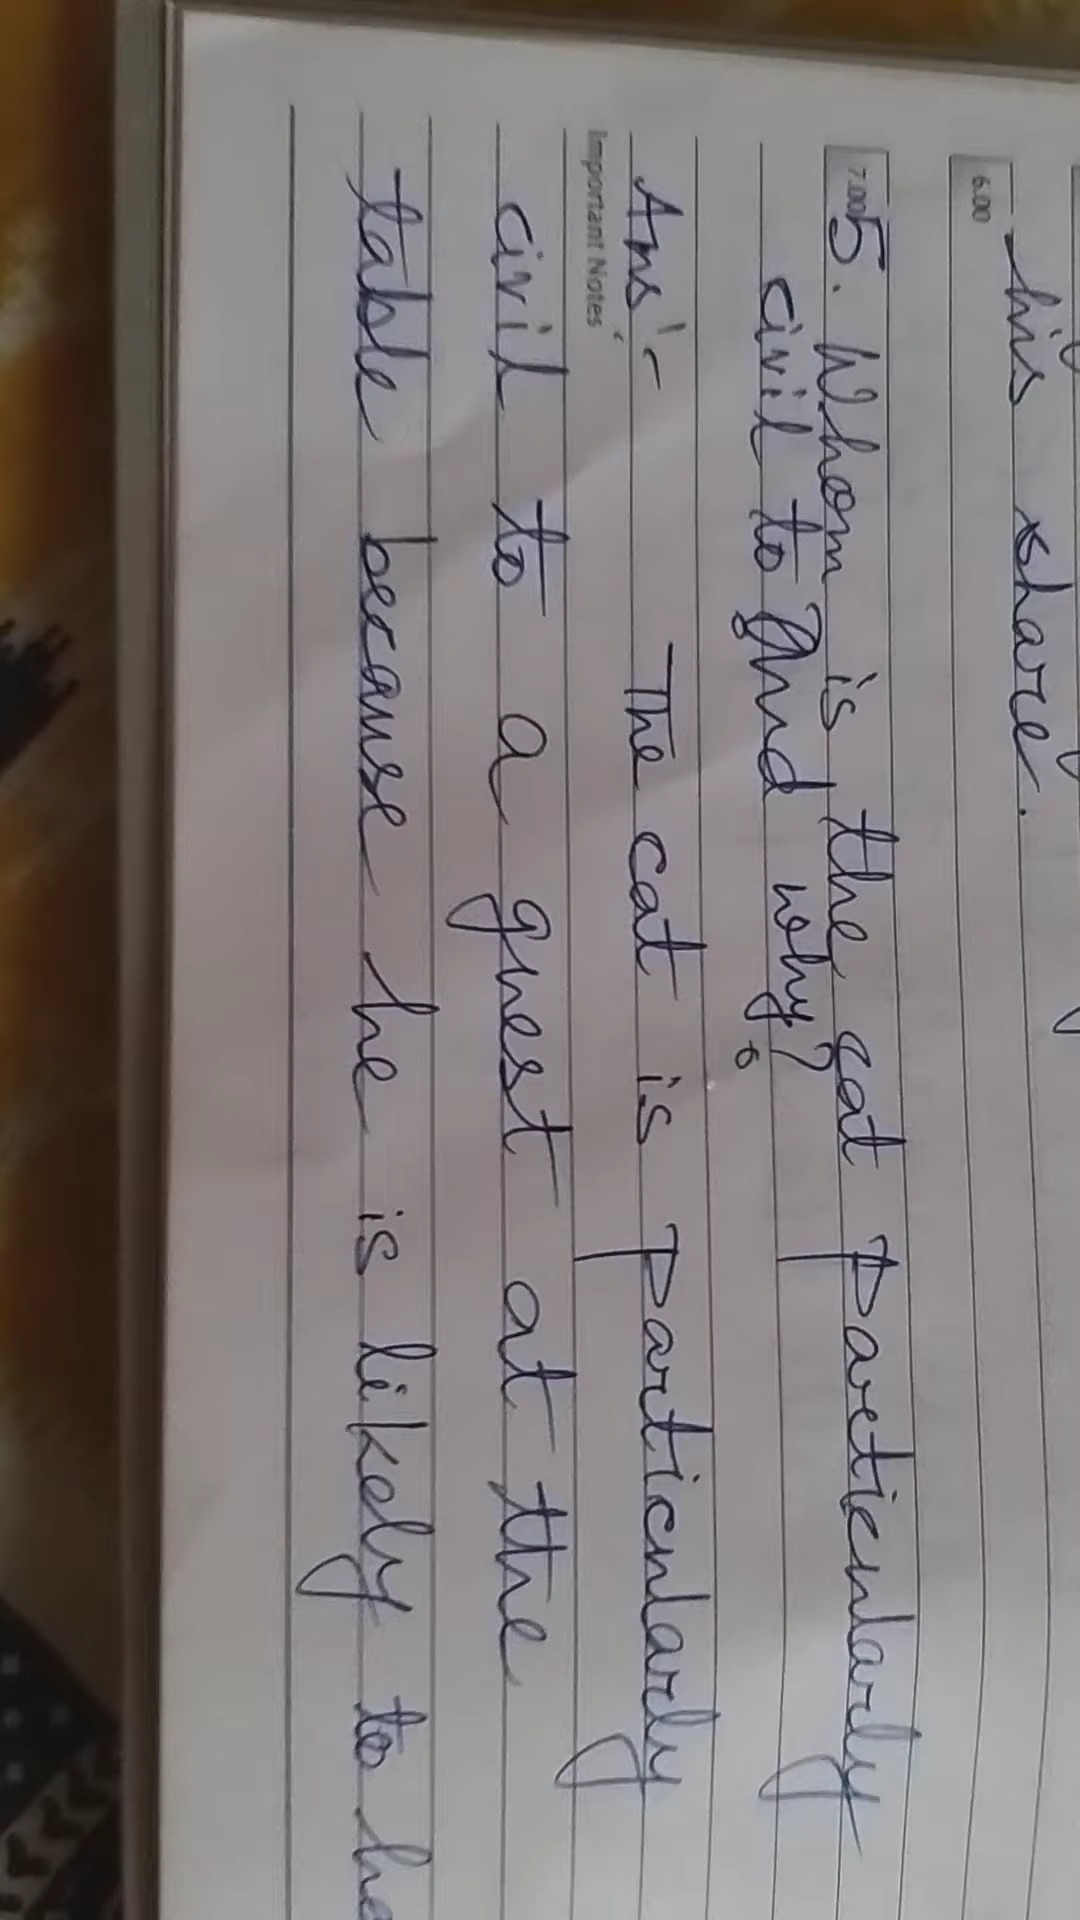 6.00
his share.
7.00
5. Whom is the cat particularly
civil to And why?
Ans:-
The cat is particularly
Important Notes
civil to a guest at the
table because he is likely to ha